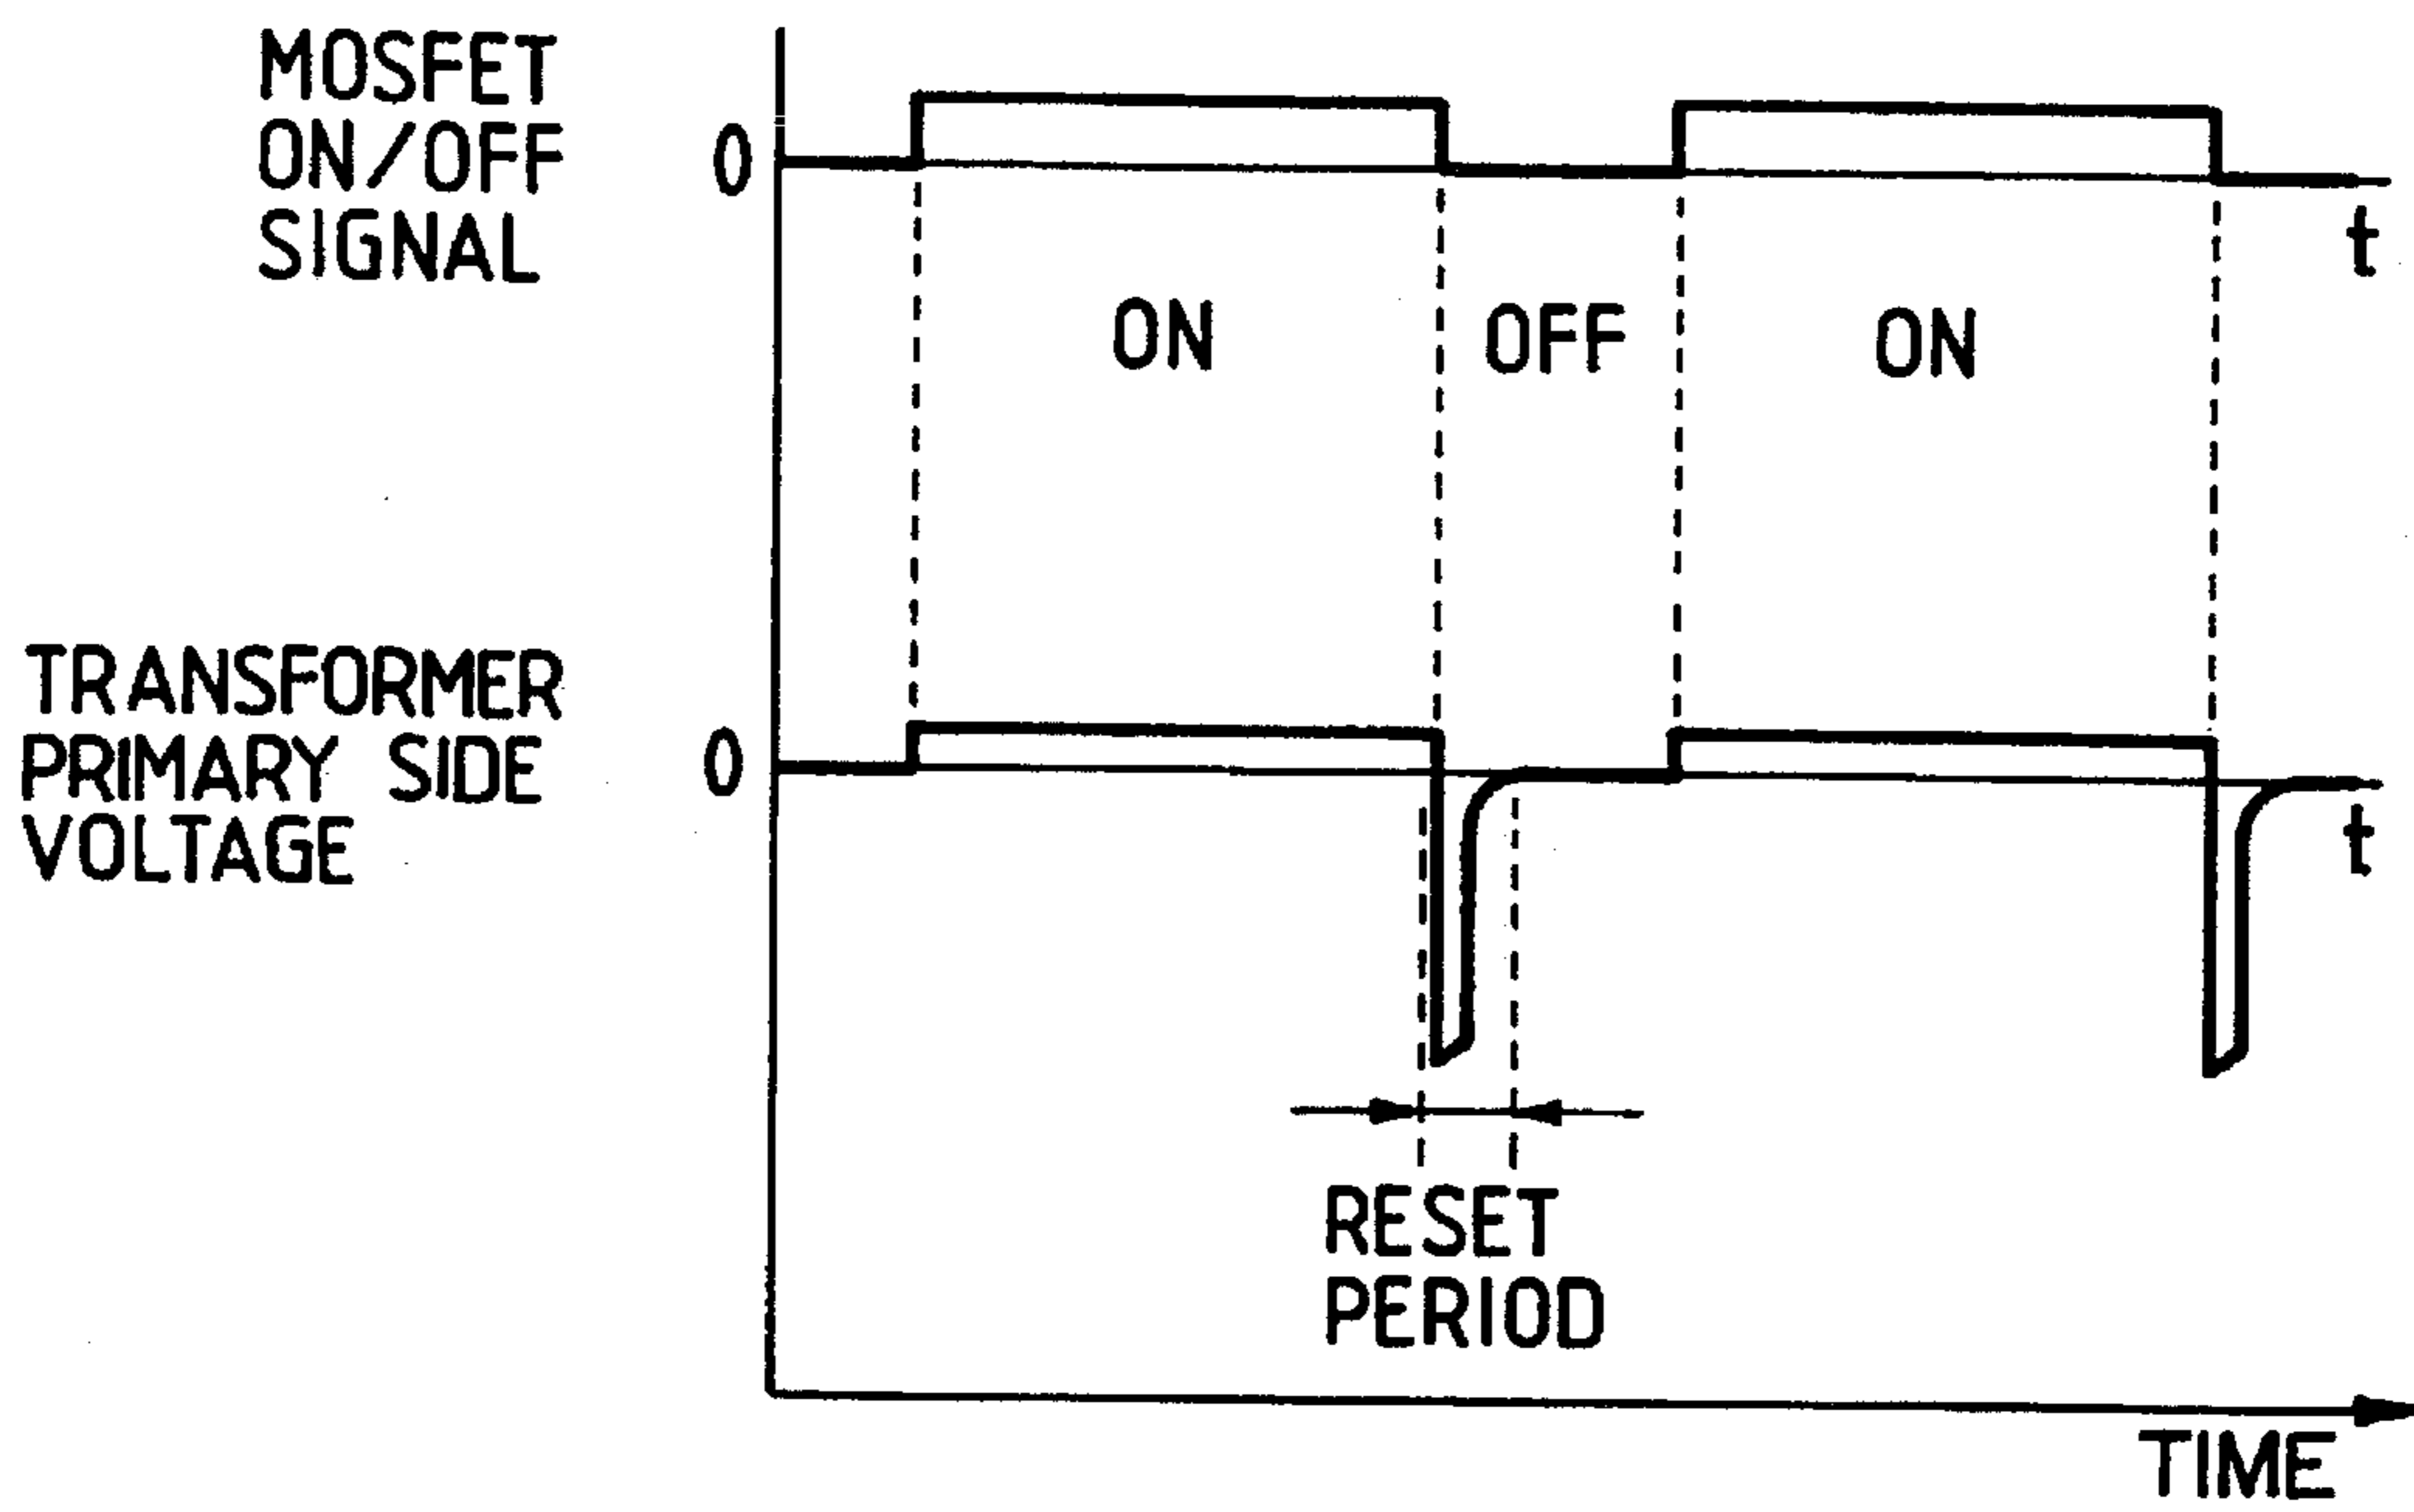 MOSFET
ON/OFF
SIGNAL
0
t
ON
OFF
ON
TRANSFORMER
PRIMARY SIDE
VOLTAGE
0
t
RESET
PERIOD
TIME